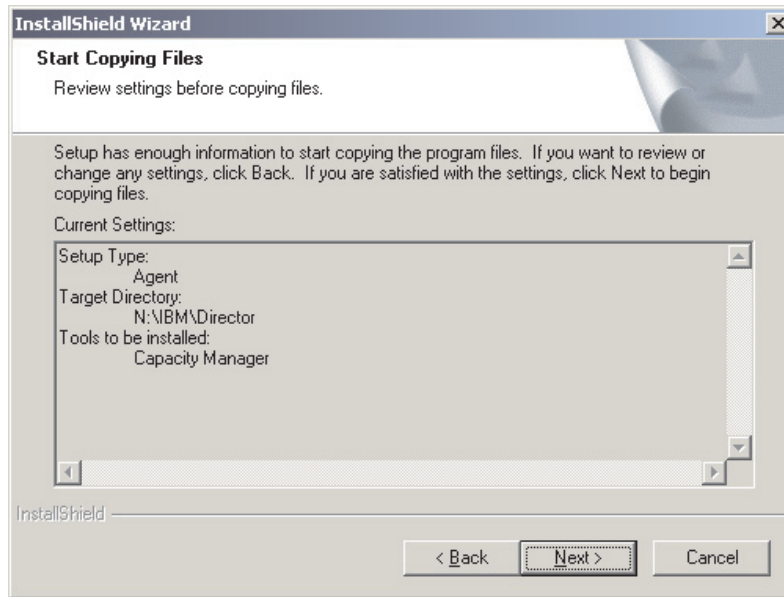 InstallShield Wizard
Start Copying Files
Review settings before copying files.
Setup has enough information to start copying the program files. If you want to review or
change any settings, click Back. If you are satisfied with the settings, click Next to begin
copying files.
Current Settings:
Setup Type:
Agent
Target Directory:
N:\IBM\Director
Tools to be installed:
Capacity Manager
InstallShield
< Back Next > Cancel